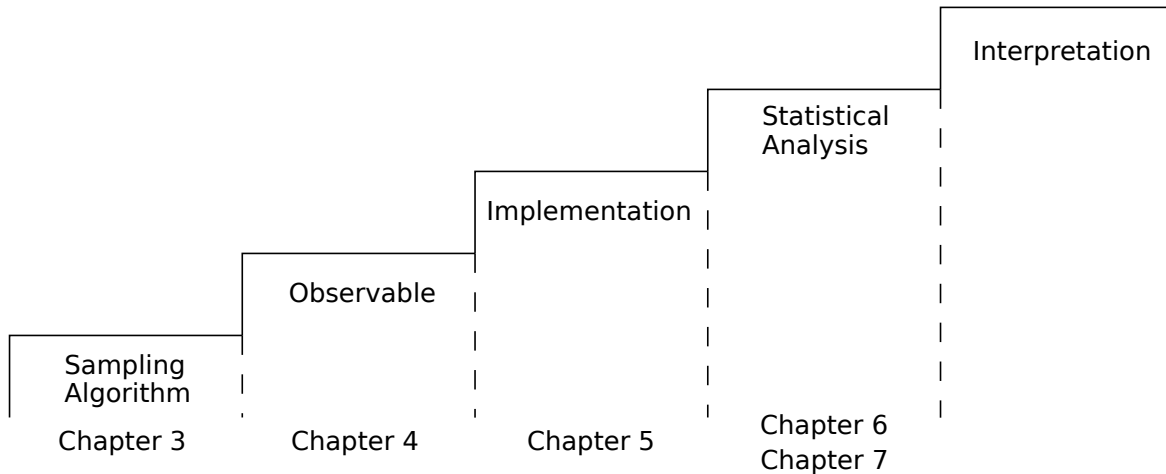 Interpretation
Statistical
Analysis
Implementation
Observable
Sampling
Algorithm
Chapter 3
Chapter 4
Chapter 5
Chapter 6
Chapter 7